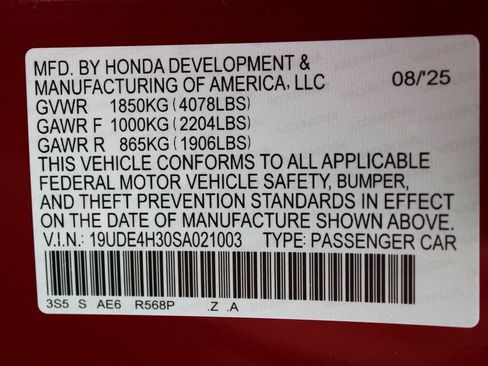 MFD. BY HONDA DEVELOPMENT &
MANUFACTURING OF AMERICA, LLC 08/'25
GVWR 1850KG (4078LBS)
GAWR F 1000KG (2204LBS)
GAWR R 865KG (1906LBS)
THIS VEHICLE CONFORMS TO ALL APPLICABLE
FEDERAL MOTOR VEHICLE SAFETY, BUMPER,
AND THEFT PREVENTION STANDARDS IN EFFECT
ON THE DATE OF MANUFACTURE SHOWN ABOVE.
V.I.N.: 19UDE4H30SA021003 TYPE: PASSENGER CAR
3S5 S AE6 R568P .Z .A